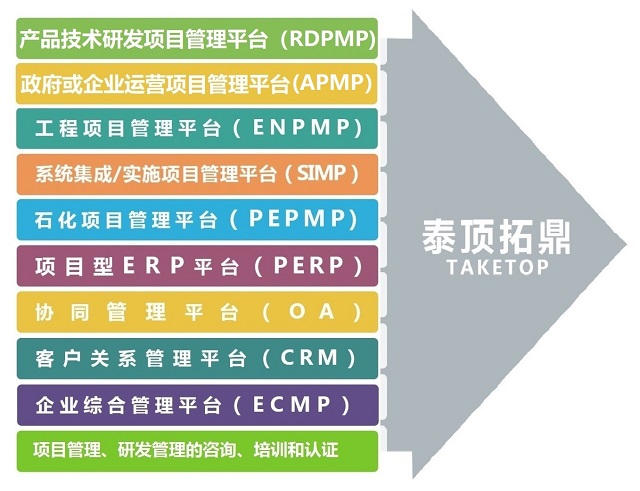 产品技术研发项目管理平台（RDPMP)
政府或企业运营项目管理平台(APMP)
工程项目管理平台（ENPMP)
系统集成/实施项目管理平台（SIMP）
石化项目管理平台（PEPMP)
项目型ERP平台（PERP）
协同管理平台（OA）
客户关系管理平台（CRM）
企业综合管理平台（ECMP）
项目管理、研发管理的咨询、培训和认证
泰顶拓鼎
TAKETOP